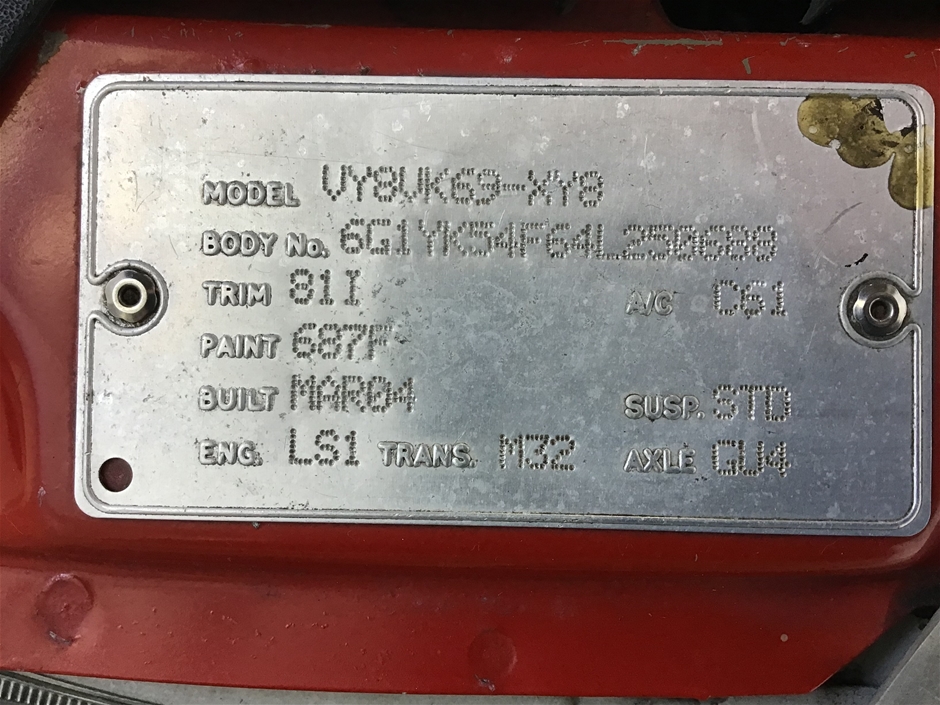 MODEL VY8VK69-XY8
BODY No. 6G1YK54F64L250688
TRIM 81I A/C C61
PAINT 687F
BUILT MAR04 SUSP. STD
ENG. LS1 TRANS. M32 AXLE GU4